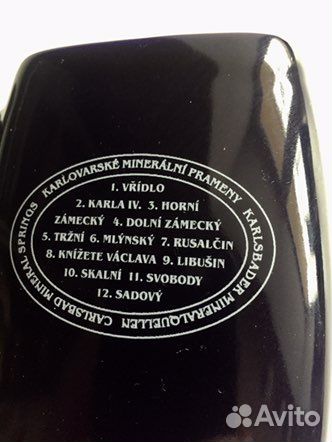 KARLOVARSKÉ MINERÁLNÍ PRAMENY
KARLSBADER MINERALQUELLEN
CARLSBAD MINERAL SPRINGS
1. VŘÍDLO
2. KARLA IV. 3. HORNÍ
ZÁMECKÝ 4. DOLNÍ ZÁMECKÝ
5. TRŽNÍ 6. MLÝNSKÝ 7. RUSALČIN
8. KNÍŽETE VÁCLAVA 9. LIBUŠIN
10. SKALNÍ 11. SVOBODY
12. SADOVÝ
Avito